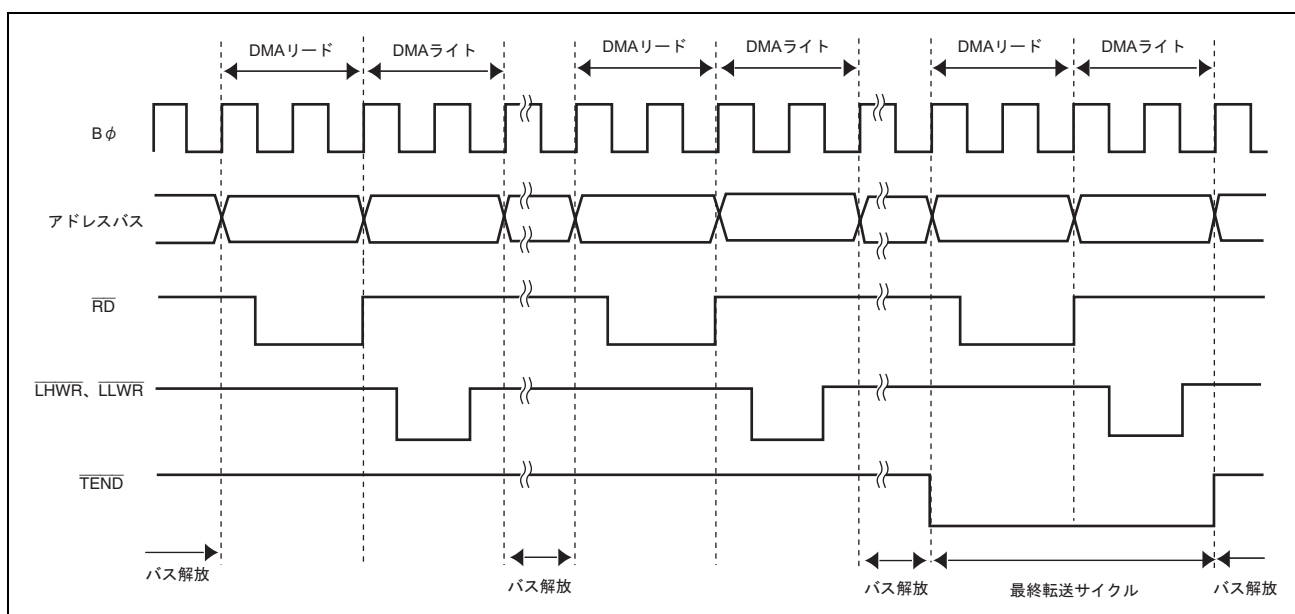 DMAリード DMAライト DMAリード DMAライト DMAリード DMAライト
Bφ
アドレスバス
RD
LHWR、LLWR
TEND
バス解放 バス解放 バス解放 最終転送サイクル バス解放